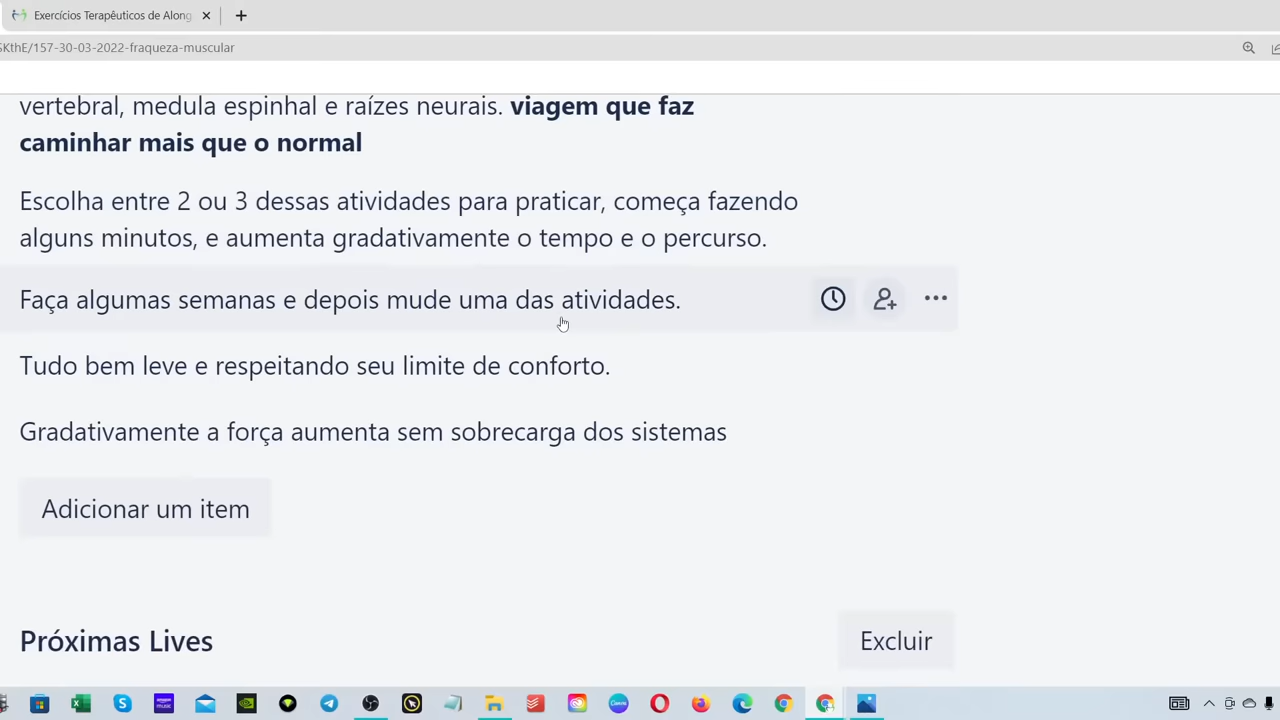 Exercícios Terapêuticos de Along
KthE/157-30-03-2022-fraqueza-muscular
vertebral, medula espinhal e raízes neurais. viagem que faz
caminhar mais que o normal
Escolha entre 2 ou 3 dessas atividades para praticar, começa fazendo
alguns minutos, e aumenta gradativamente o tempo e o percurso.
Faça algumas semanas e depois mude uma das atividades.
Tudo bem leve e respeitando seu limite de conforto.
Gradativamente a força aumenta sem sobrecarga dos sistemas
Adicionar um item
Próximas Lives
Excluir